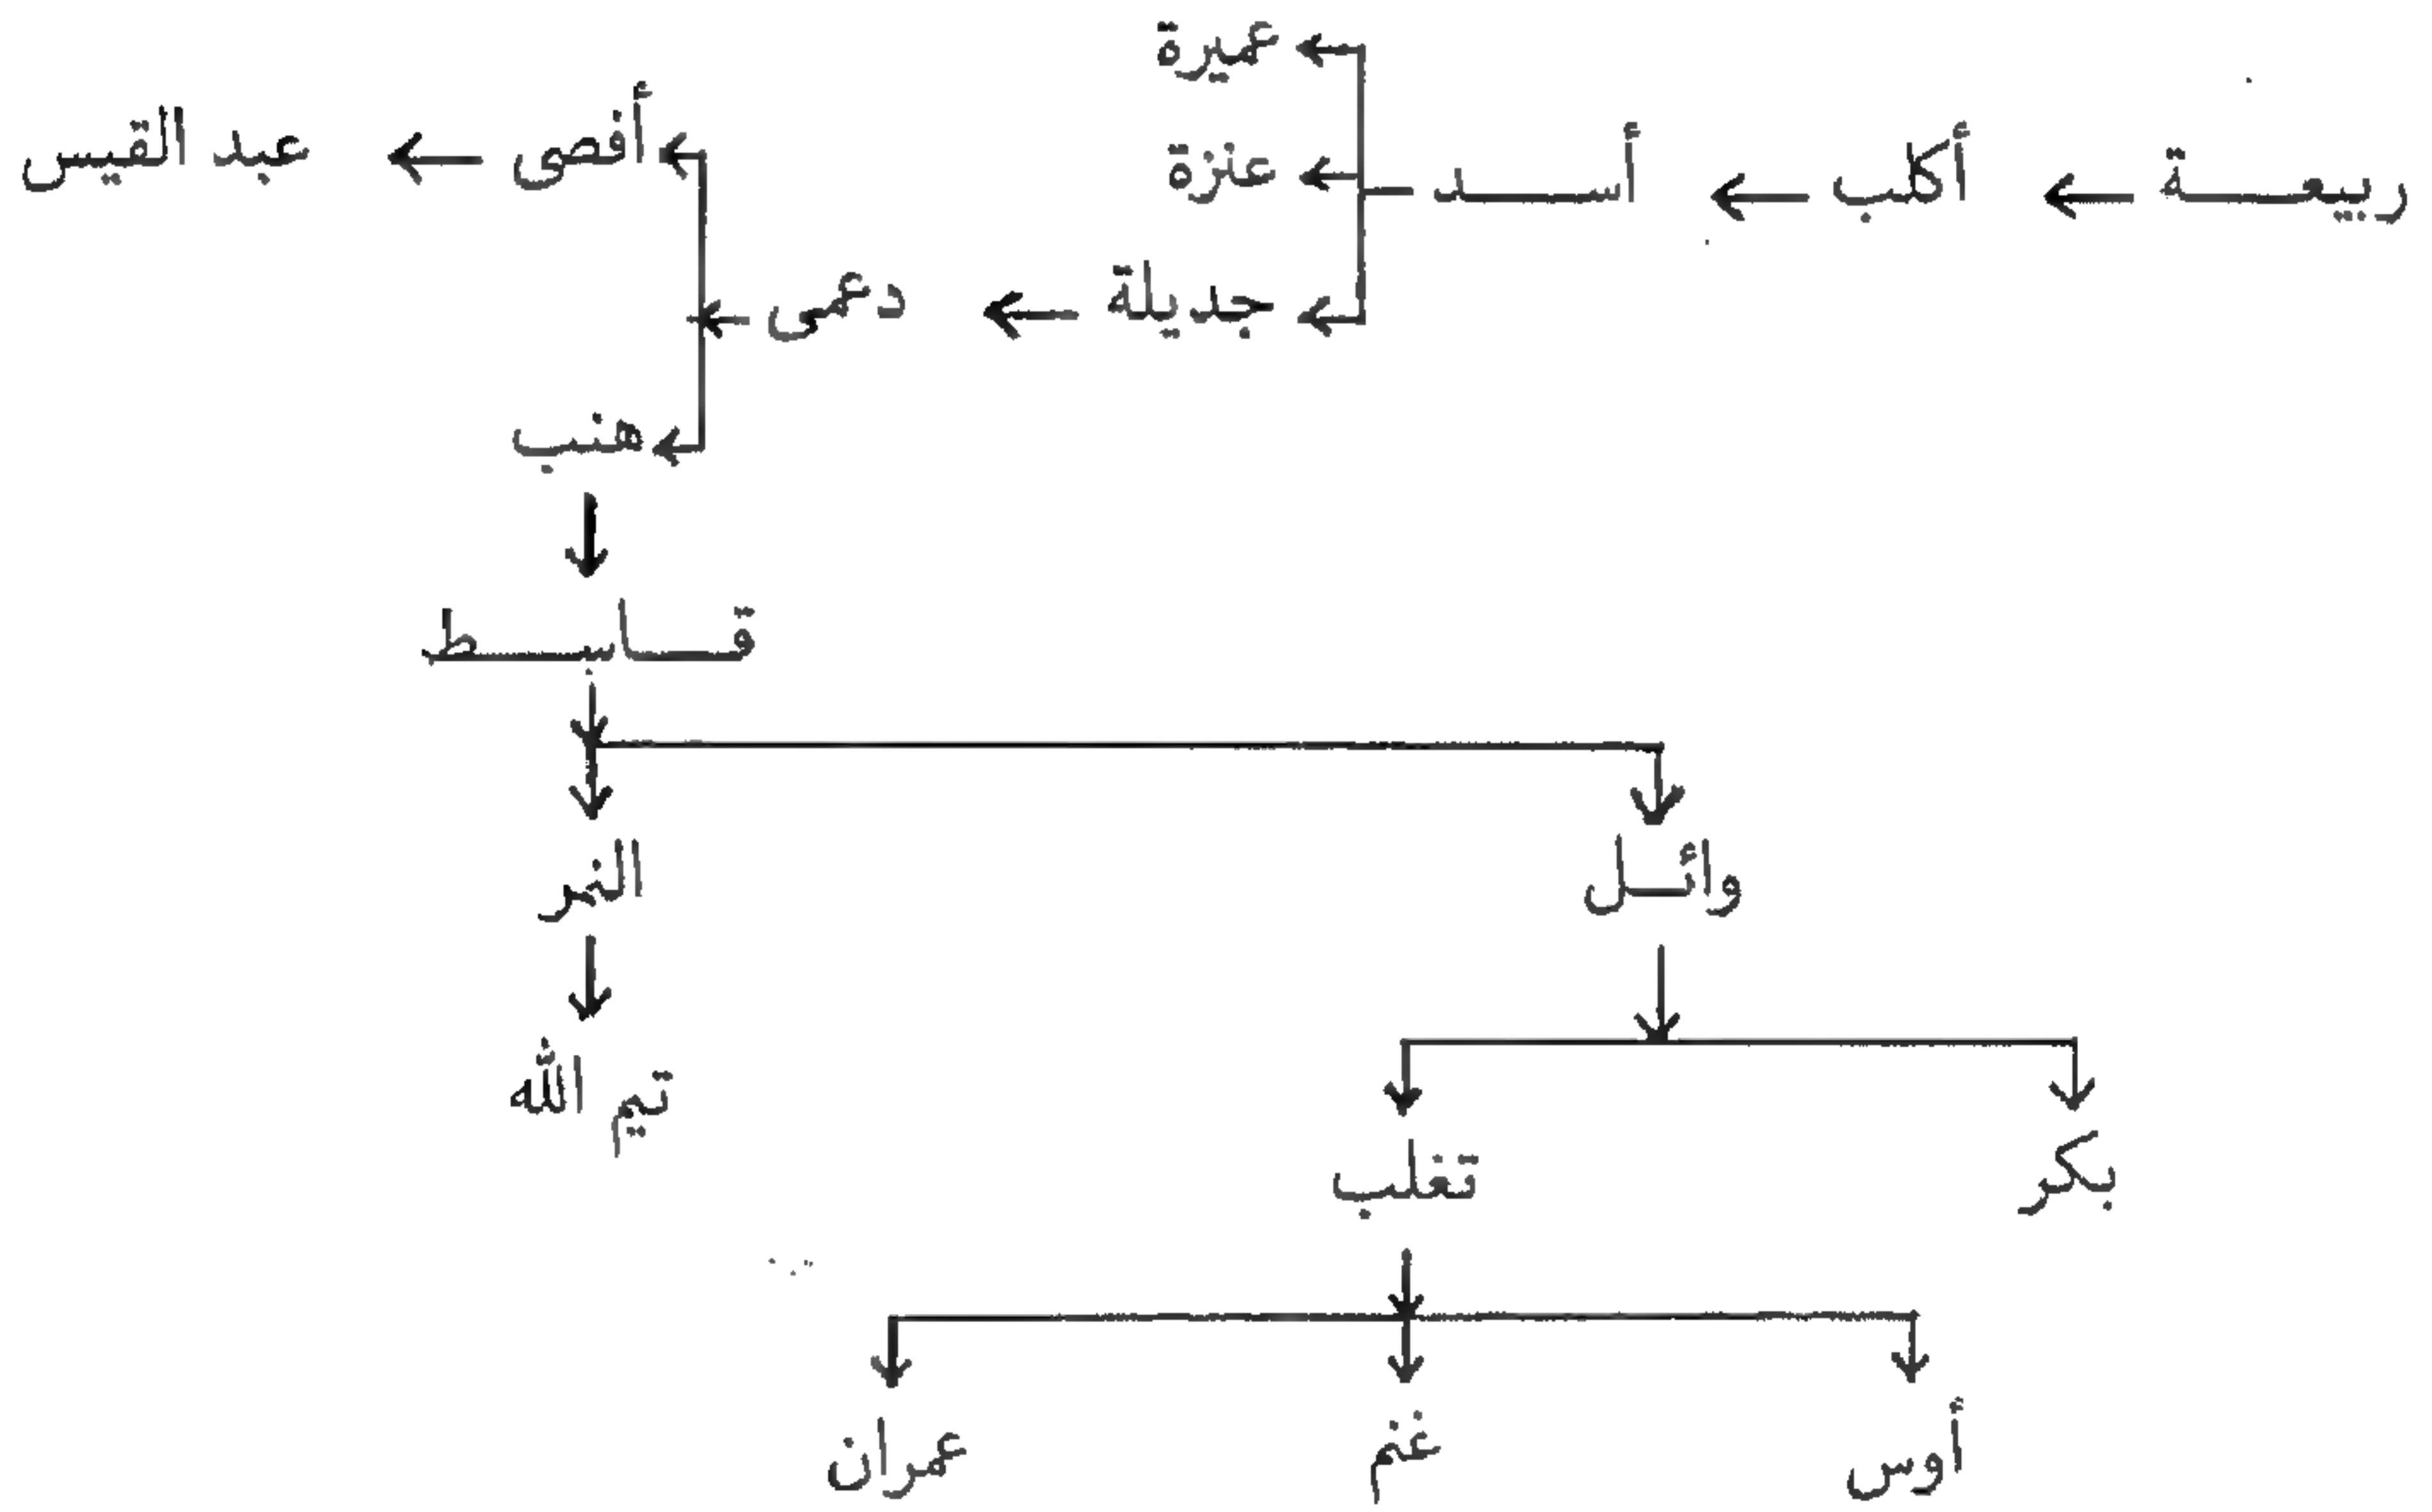 عميرة
ربيعة أكلب أسد عنزة أفصى عبد القيس
جديلة دعمى
هنب
قاسط
وائل النمر
تيم الله
بكر تغلب
أوس غنم عمران